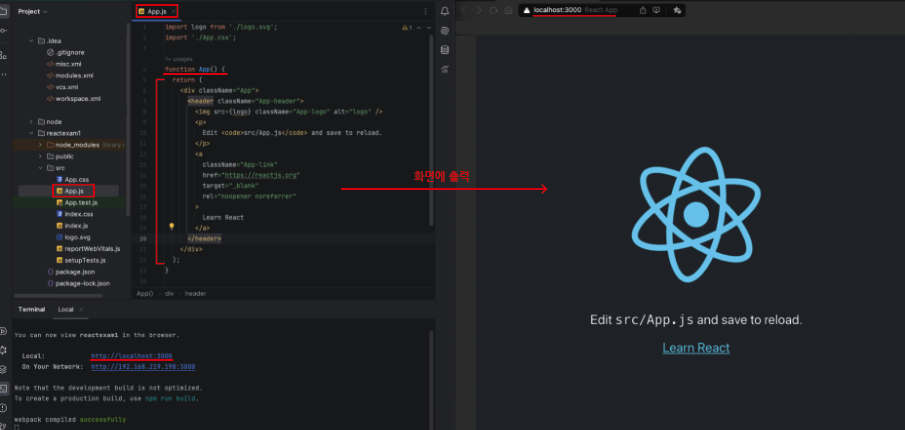 Project
App.js
localhost:3000 React App
.idea
.gitignore
misc.xml
modules.xml
vcs.xml
workspace.xml
node
reactexam1
node_modules library
public
src
App.css
App.js
App.test.js
index.css
index.js
logo.svg
reportWebVitals.js
setupTests.js
package.json
package-lock.json
import logo from './logo.svg';
import './App.css';
usages
function App() {
return (
<div className="App">
<header className="App-header">
<img src={logo} className="App-logo" alt="logo" />
<p>
Edit <code>src/App.js</code> and save to reload.
</p>
<a
className="App-link"
href="https://reactjs.org"
target="_blank"
rel="noopener noreferrer"
>
Learn React
</a>
</header>
</div>
);
}
App() div header
화면에 출력
Edit src/App.js and save to reload.
Learn React
Terminal Local
You can now view reactexam1 in the browser.
Local: http://localhost:3000
On Your Network: http://192.168.219.190:3000
Note that the development build is not optimized.
To create a production build, use npm run build.
webpack compiled successfully